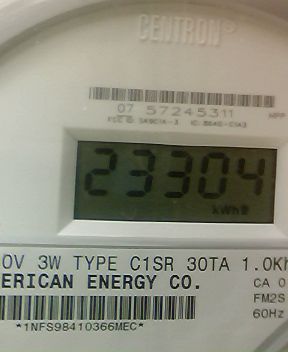 CENTRON®
07 57245311
23304
kWh
0V 3W TYPE C1SR 30TA 1.0Kh
ERICAN ENERGY CO.
CA 0
FM2S
60Hz
*1NFS98410366MEC*